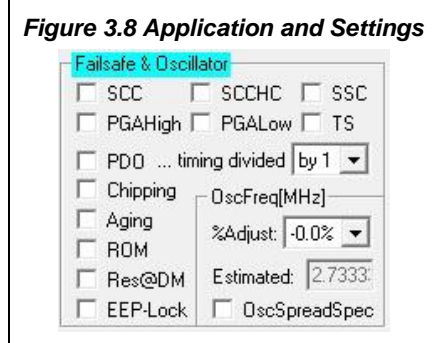 Figure 3.8 Application and Settings
Failsafe & Oscillator
SCC SCCHC SSC
PGAHigh PGALow TS
PDO ... timing divided by 1
Chipping
OscFreq[MHz]
Aging
%Adjust: -0.0%
ROM
Res@DM
Estimated: 2.7333
EEP-Lock
OscSpreadSpec